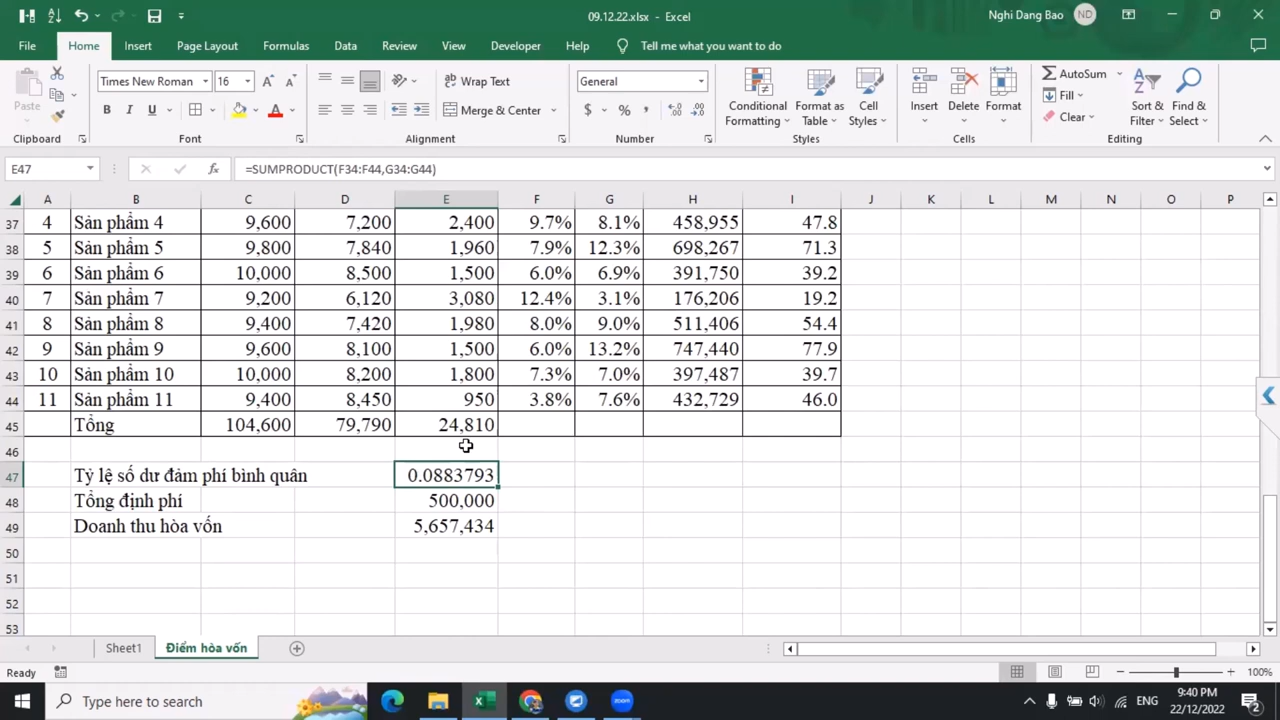 09.12.22.xlsx - Excel
Nghi Dang Bao ND
File Home Insert Page Layout Formulas Data Review View Developer Help Tell me what you want to do
Paste Times New Roman 16 Wrap Text General Conditional Formatting Format as Table Cell Styles Insert Delete Format AutoSum Sort & Filter Find & Select
B I U Merge & Center $ % , Fill
Clear
Clipboard Font Alignment Number Styles Cells Editing
E47 fx =SUMPRODUCT(F34:F44,G34:G44)
A B C D E F G H I J K L M N O P
37 4 Sản phẩm 4 9,600 7,200 2,400 9.7% 8.1% 458,955 47.8
38 5 Sản phẩm 5 9,800 7,840 1,960 7.9% 12.3% 698,267 71.3
39 6 Sản phẩm 6 10,000 8,500 1,500 6.0% 6.9% 391,750 39.2
40 7 Sản phẩm 7 9,200 6,120 3,080 12.4% 3.1% 176,206 19.2
41 8 Sản phẩm 8 9,400 7,420 1,980 8.0% 9.0% 511,406 54.4
42 9 Sản phẩm 9 9,600 8,100 1,500 6.0% 13.2% 747,440 77.9
43 10 Sản phẩm 10 10,000 8,200 1,800 7.3% 7.0% 397,487 39.7
44 11 Sản phẩm 11 9,400 8,450 950 3.8% 7.6% 432,729 46.0
45 Tổng 104,600 79,790 24,810
46
47 Tỷ lệ số dư đảm phí bình quân 0.0883793
48 Tổng định phí 500,000
49 Doanh thu hòa vốn 5,657,434
50
51
52
53
Sheet1 Điểm hòa vốn
Ready 100%
Type here to search ENG 9:40 PM
22/12/2022 2